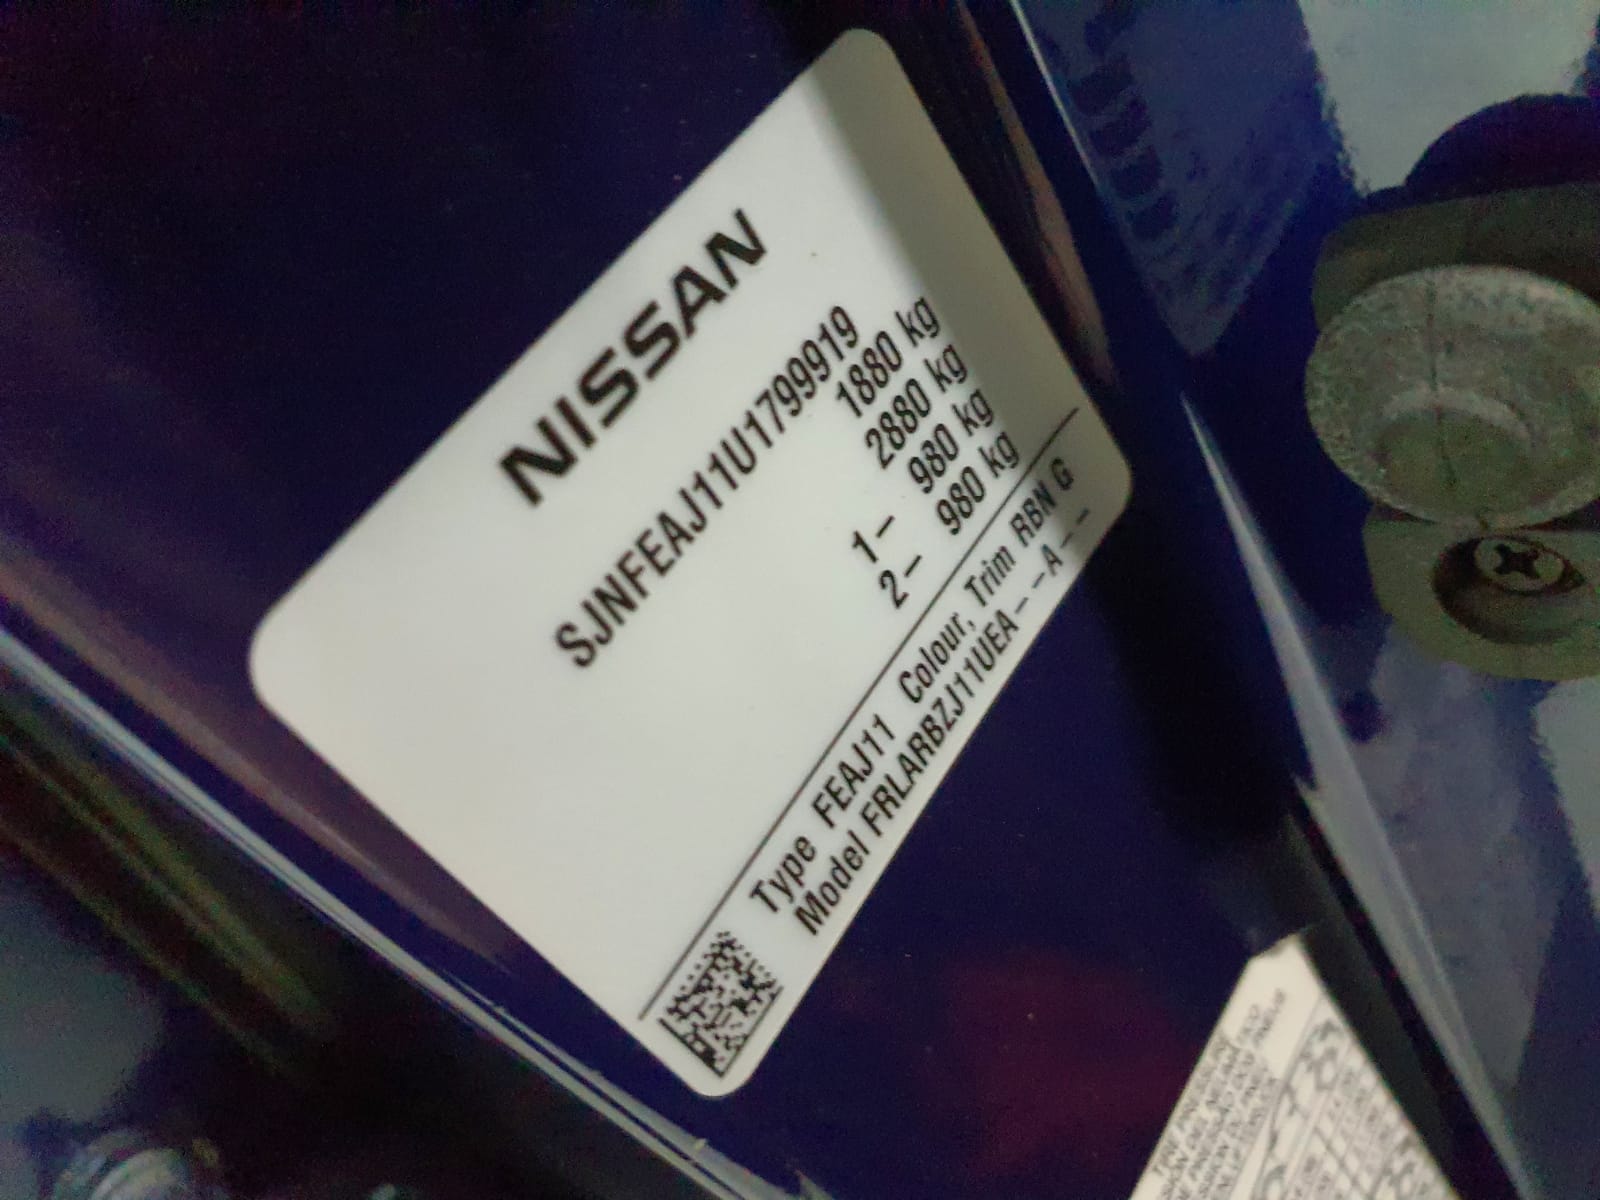 NISSAN
SJNFEAJ11U1799919
1880 kg
2880 kg
1– 980 kg
2– 980 kg
Type FEAJ11 Colour, Trim RBN G
Model FRLARBZJ11UEA--A--